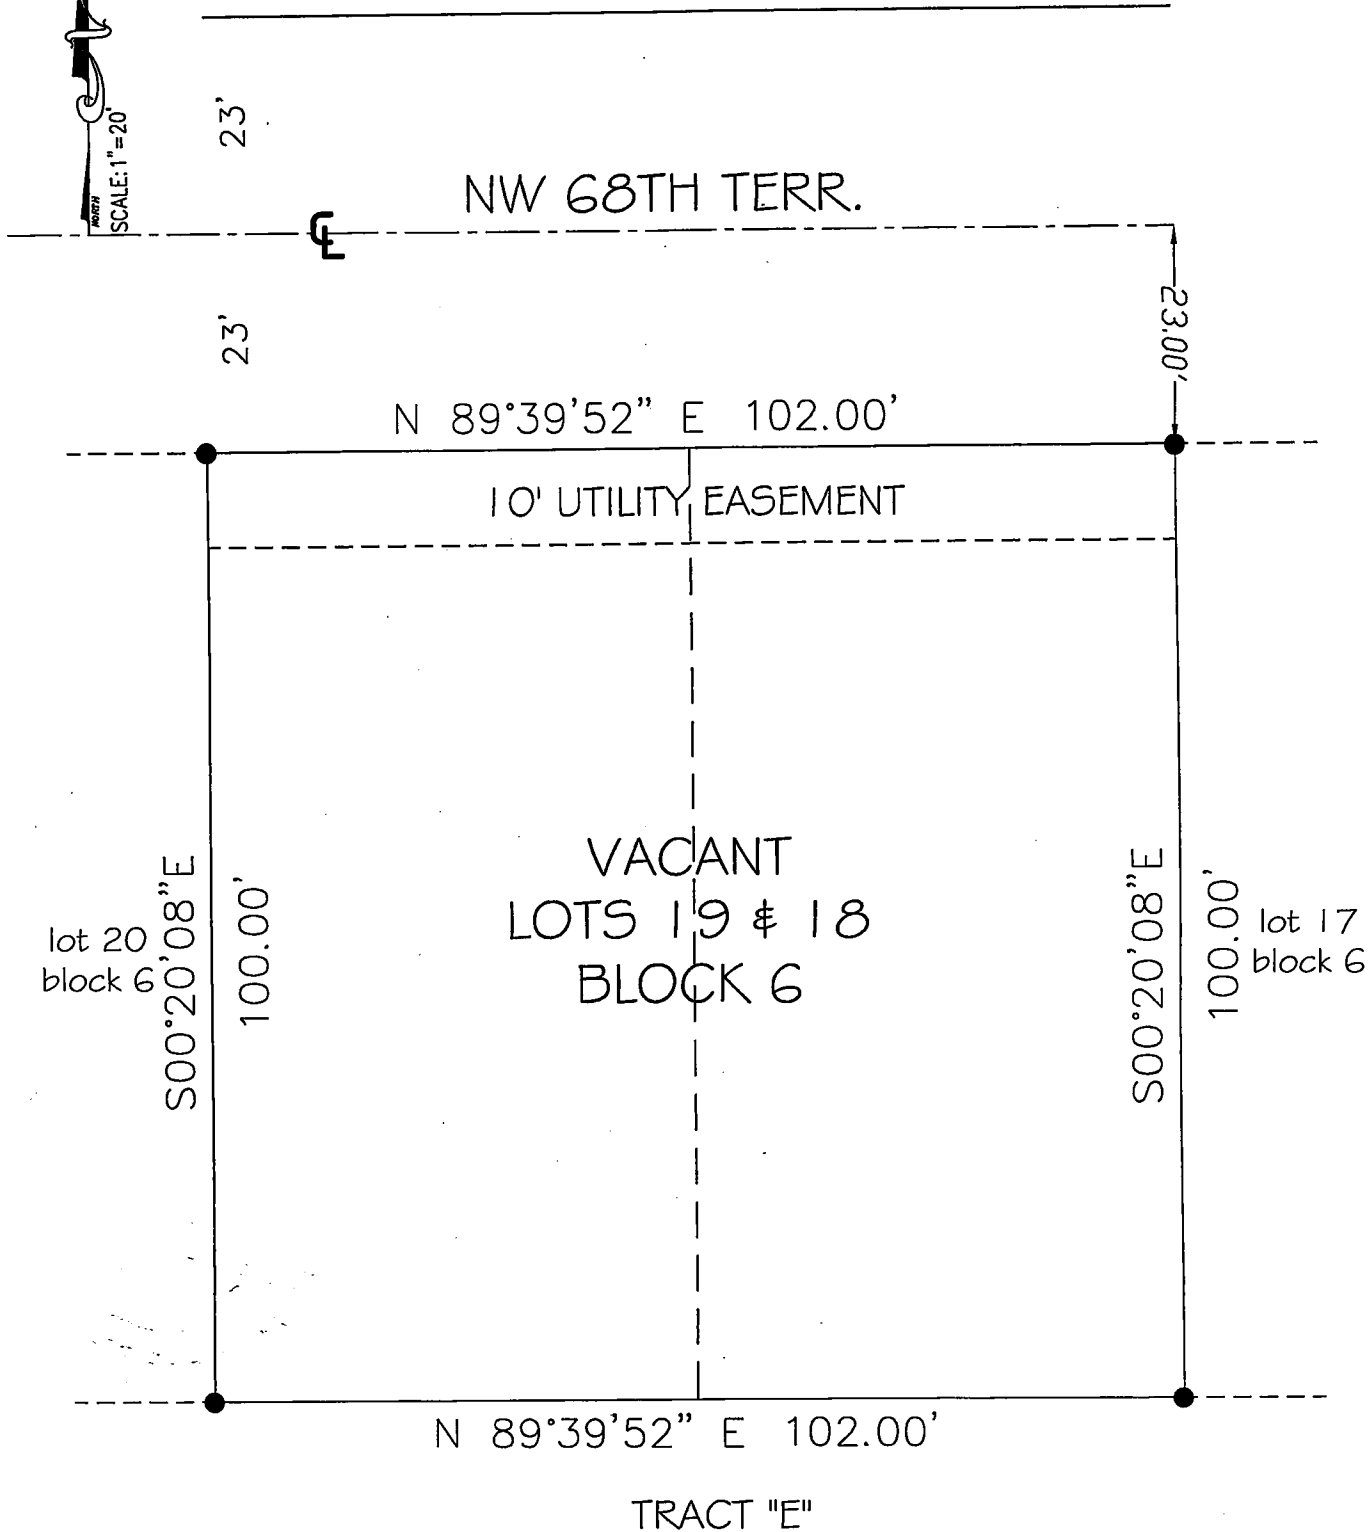 23'
NORTH
SCALE: 1"=20'
NW 68TH TERR.
CL
23'
23.00'
N 89°39'52" E 102.00'
10' UTILITY EASEMENT
VACANT
LOTS 19 & 18
BLOCK 6
lot 20
block 6
S00°20'08"E
100.00'
S00°20'08"E
100.00'
lot 17
block 6
N 89°39'52" E 102.00'
TRACT "E"